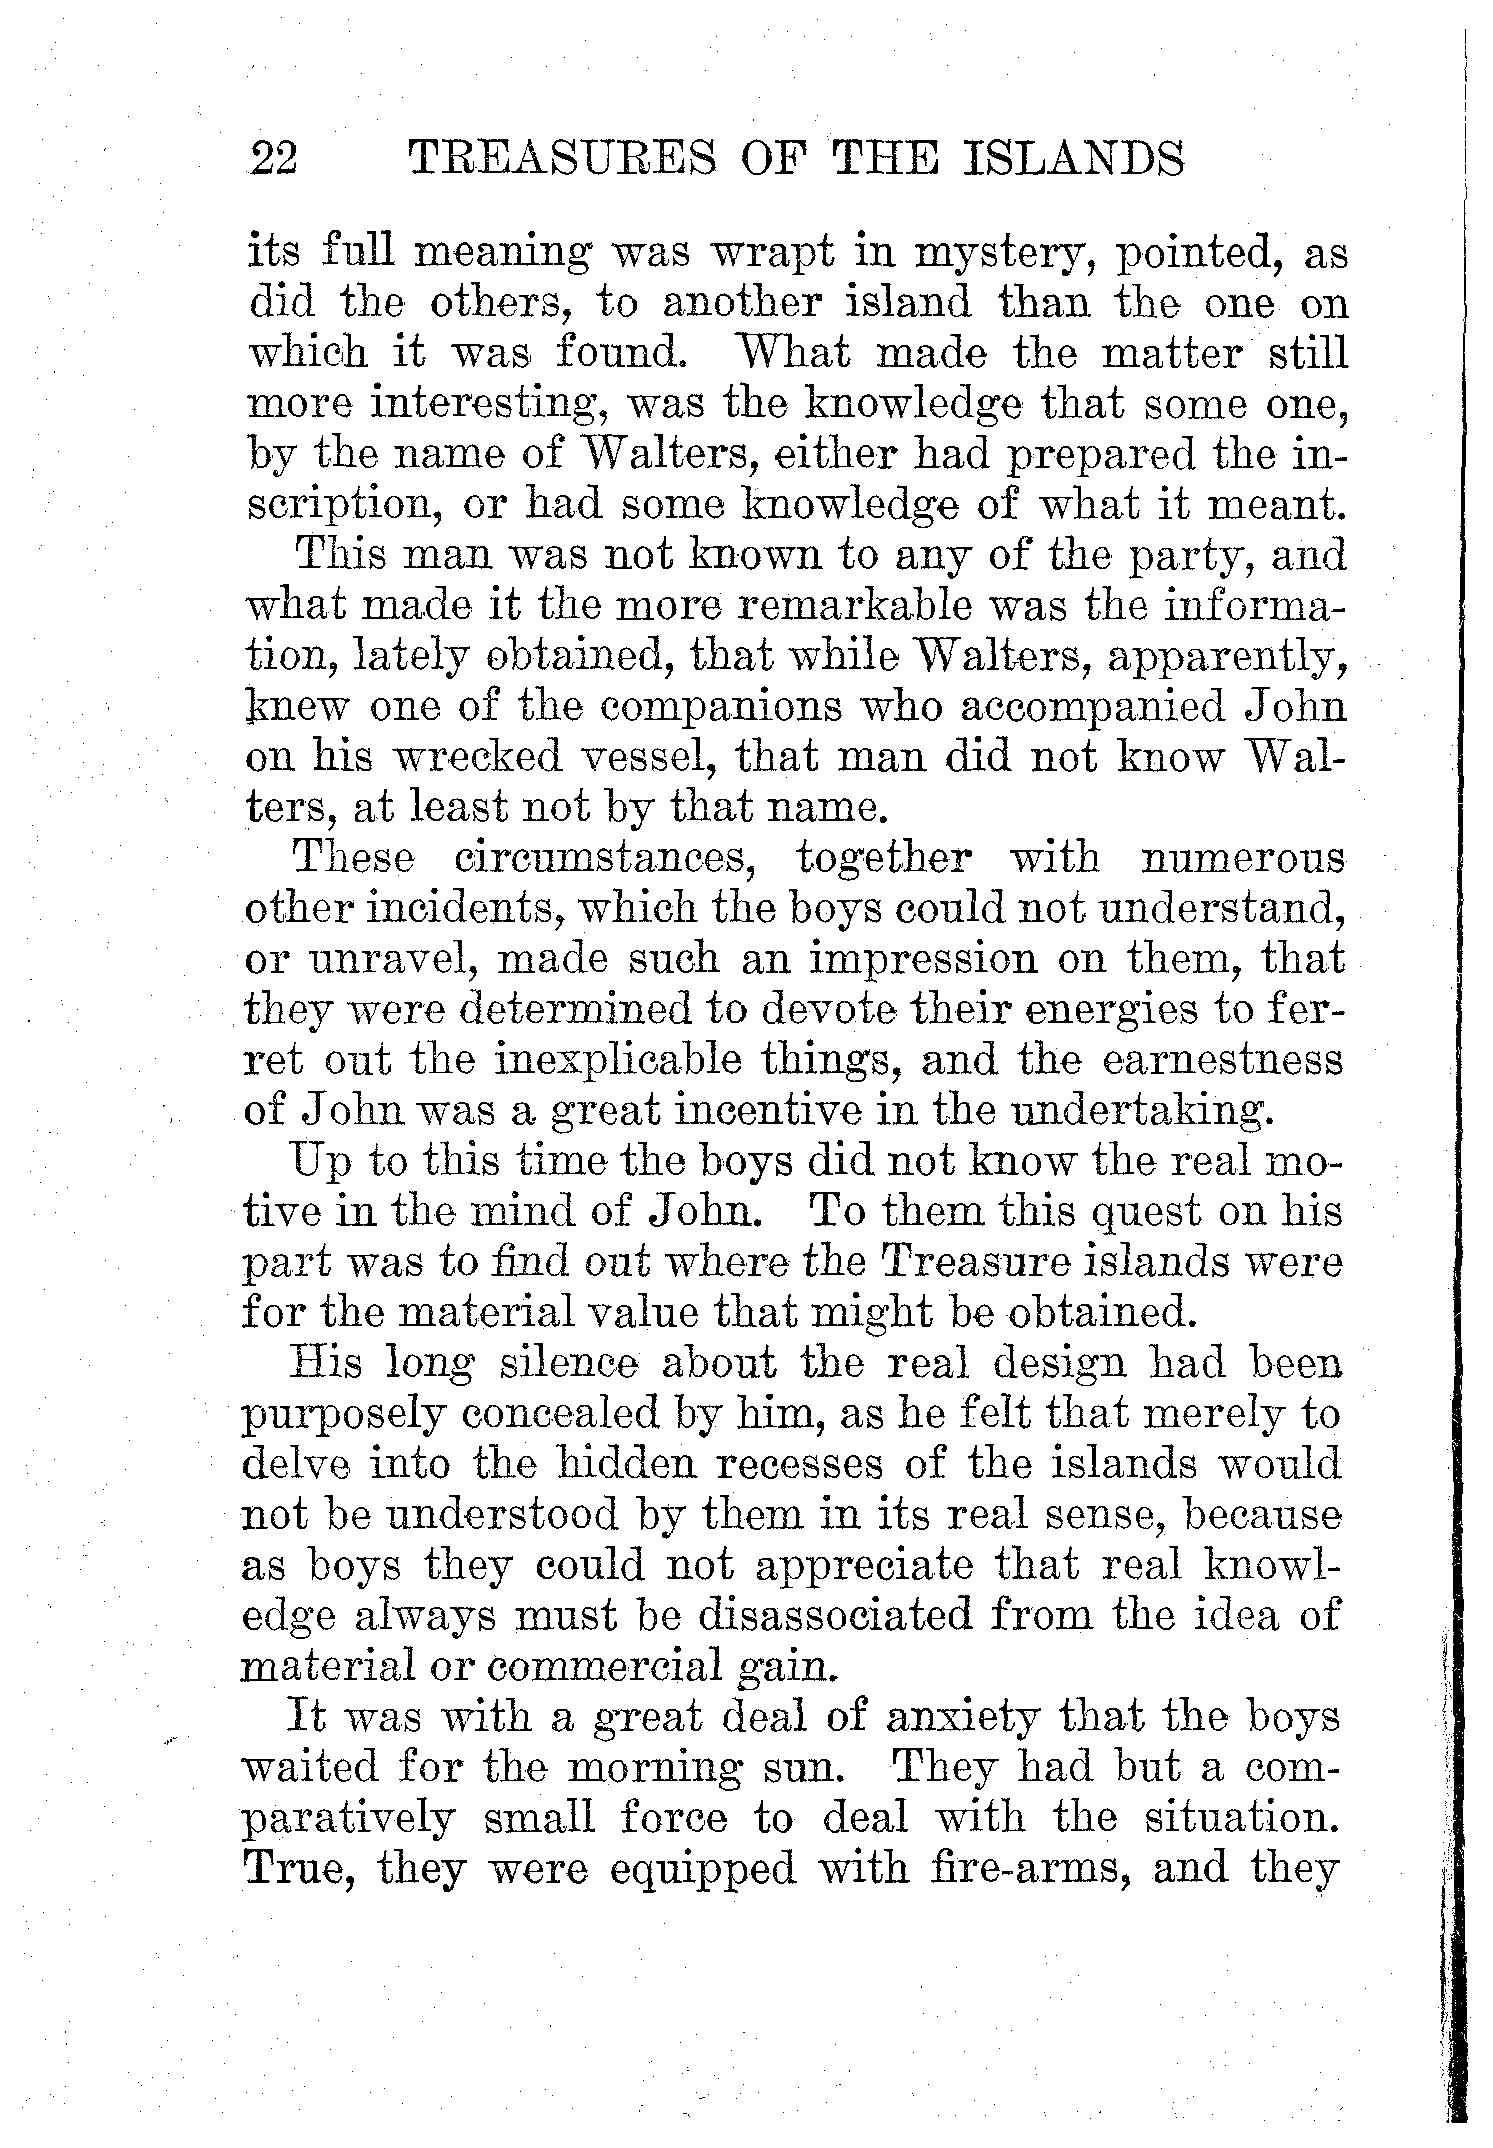 22 TREASURES OF THE ISLANDS
its full meaning was wrapt in mystery, pointed, as
did the others, to another island than the one on
which it was found. What made the matter still
more interesting, was the knowledge that some one,
by the name of Walters, either had prepared the in-
scription, or had some knowledge of what it meant.
This man was not known to any of the party, and
what made it the more remarkable was the informa-
tion, lately obtained, that while Walters, apparently,
knew one of the companions who accompanied John
on his wrecked vessel, that man did not know Wal-
ters, at least not by that name.
These circumstances, together with numerous
other incidents, which the boys could not understand,
or unravel, made such an impression on them, that
they were determined to devote their energies to fer-
ret out the inexplicable things, and the earnestness
of John was a great incentive in the undertaking.
Up to this time the boys did not know the real mo-
tive in the mind of John. To them this quest on his
part was to find out where the Treasure islands were
for the material value that might be obtained.
His long silence about the real design had been
purposely concealed by him, as he felt that merely to
delve into the hidden recesses of the islands would
not be understood by them in its real sense, because
as boys they could not appreciate that real knowl-
edge always must be disassociated from the idea of
material or commercial gain.
It was with a great deal of anxiety that the boys
waited for the morning sun. They had but a com-
paratively small force to deal with the situation.
True, they were equipped with fire-arms, and they